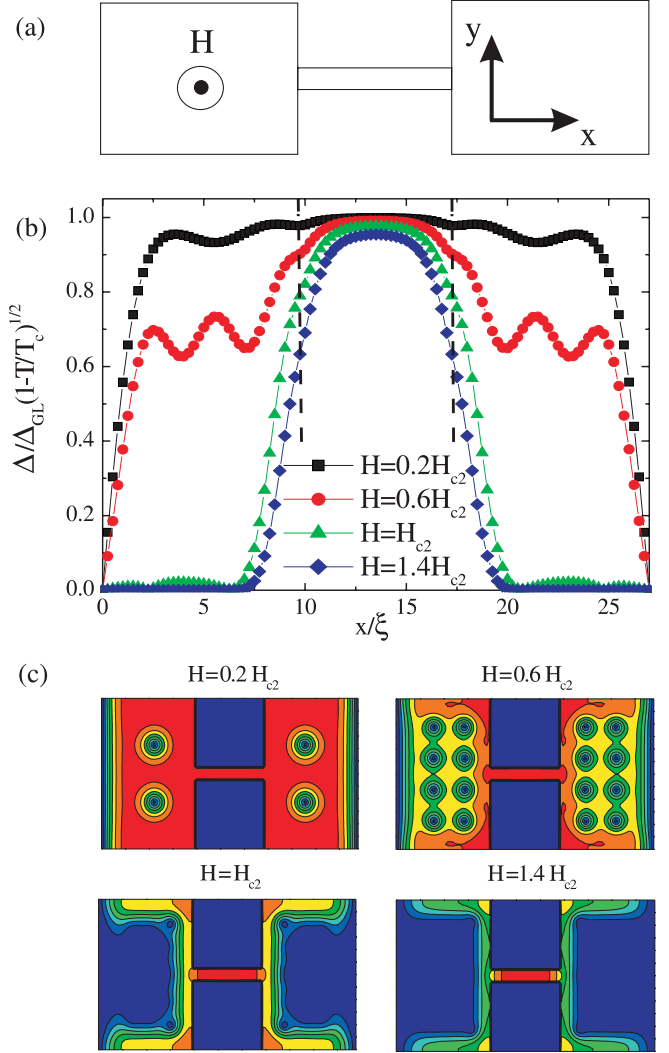 (a)
H
y
x
(b)
Δ/Δ_GL(1-T/T_c)^1/2
1.0
0.8
0.6
0.4
0.2
0.0
H=0.2H_c2
H=0.6H_c2
H=H_c2
H=1.4H_c2
0 5 10 15 20 25
x/ξ
(c)
H=0.2 H_c2 H=0.6 H_c2
H=H_c2 H=1.4 H_c2